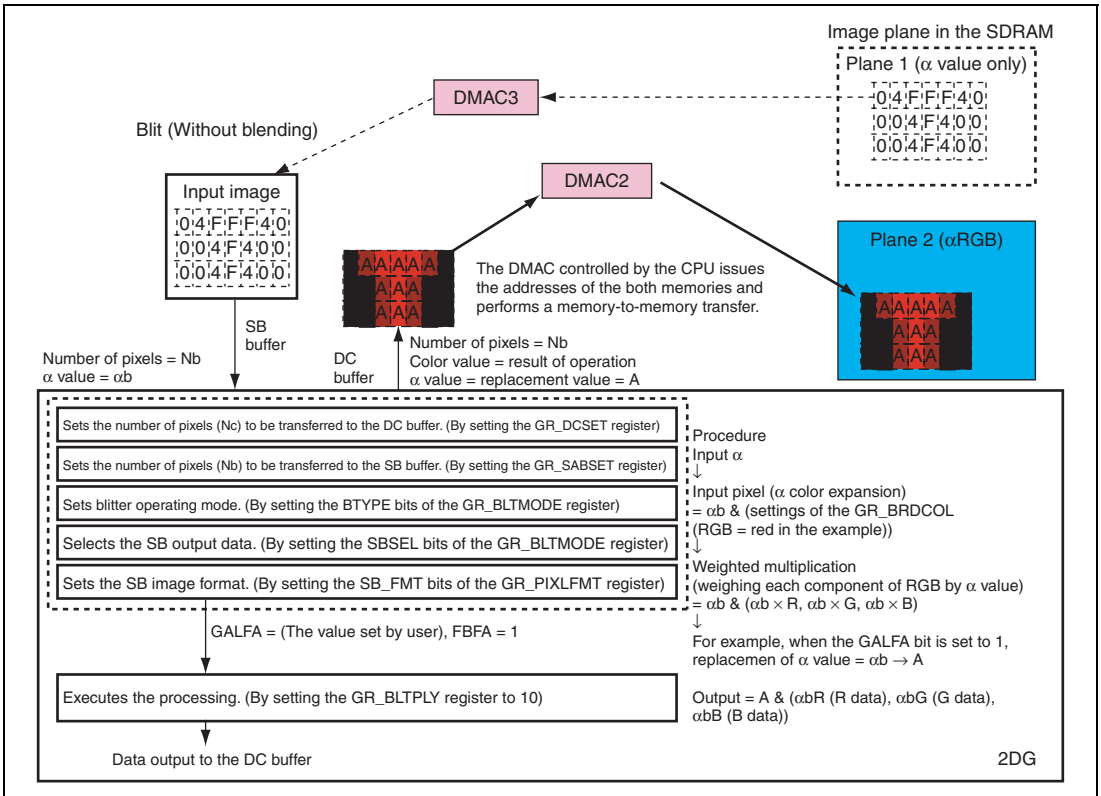 Image plane in the SDRAM
Plane 1 (α value only)
0 4 F F F 4 0
0 0 4 F 4 0 0
0 0 4 F 4 0 0
DMAC3
Blit (Without blending)
Input image
0 4 F F F 4 0
0 0 4 F 4 0 0
0 0 4 F 4 0 0
DMAC2
Plane 2 (αRGB)
A A A A A
A A A
A A A
A A A A A
A A A
A A A
The DMAC controlled by the CPU issues
the addresses of the both memories and
performs a memory-to-memory transfer.
SB
buffer
Number of pixels = Nb
α value = αb
DC
buffer
Number of pixels = Nb
Color value = result of operation
α value = replacement value = A
Sets the number of pixels (Nc) to be transferred to the DC buffer. (By setting the GR_DCSET register)
Sets the number of pixels (Nb) to be transferred to the SB buffer. (By setting the GR_SABSET register)
Sets blitter operating mode. (By setting the BTYPE bits of the GR_BLTMODE register)
Selects the SB output data. (By setting the SBSEL bits of the GR_BLTMODE register)
Sets the SB image format. (By setting the SB_FMT bits of the GR_PIXLFMT register)
GALFA = (The value set by user), FBFA = 1
Executes the processing. (By setting the GR_BLTPLY register to 10)
Data output to the DC buffer
Procedure
Input α
↓
Input pixel (α color expansion)
= αb & (settings of the GR_BRDCOL
(RGB = red in the example))
↓
Weighted multiplication
(weighing each component of RGB by α value)
= αb & (αb × R, αb × G, αb × B)
↓
For example, when the GALFA bit is set to 1,
replacemen of α value = αb → A
Output = A & (αbR (R data), αbG (G data),
αbB (B data))
2DG